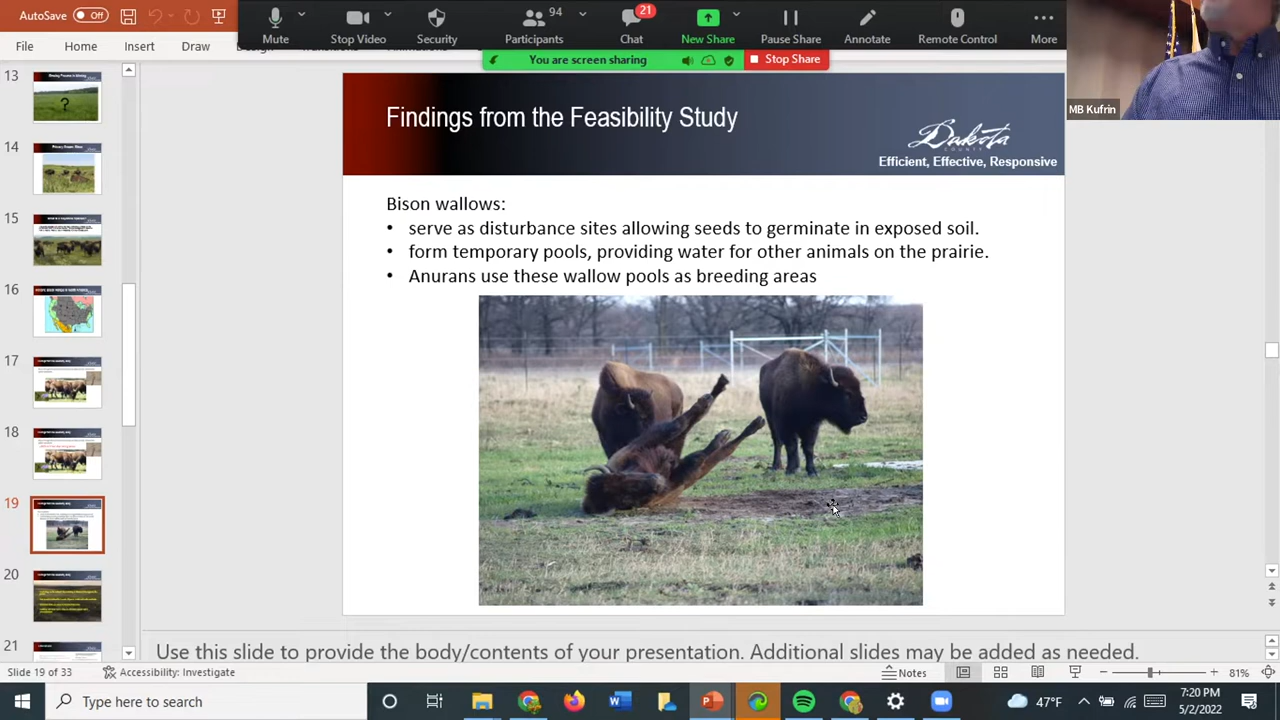 AutoSave Off
Mute
Stop Video
Security
94
Participants
21
Chat
New Share
Pause Share
Annotate
Remote Control
More
File Home Insert Draw
You are screen sharing
Stop Share
MB Kufrin
13
?
14
15
16
17
18
19
20
21
Findings from the Feasibility Study
Dakota
COUNTY
Efficient, Effective, Responsive
Bison wallows:
• serve as disturbance sites allowing seeds to germinate in exposed soil.
• form temporary pools, providing water for other animals on the prairie.
• Anurans use these wallow pools as breeding areas
Use this slide to provide the body/contents of your presentation. Additional slides may be added as needed.
Slide 19 of 33
Accessibility: Investigate
Notes
81%
Type here to search
47°F
7:20 PM
5/2/2022